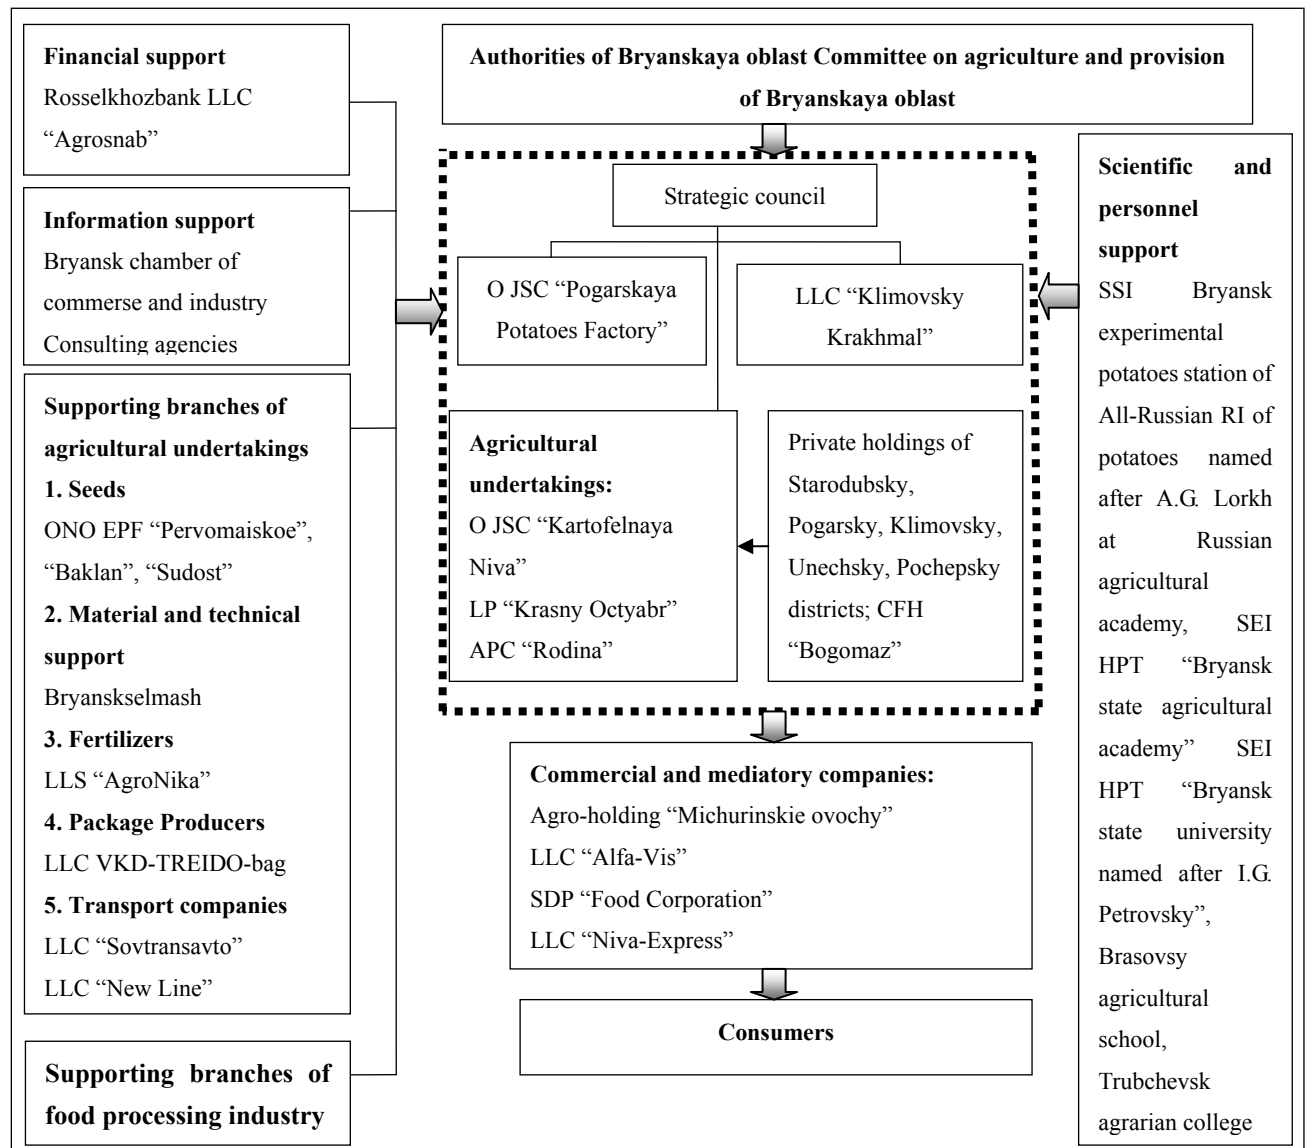 Financial support
Rosselkhozbank LLC
“Agrosnab”
Information support
Bryansk chamber of
commerse and industry
Consulting agencies
Supporting branches of
agricultural undertakings
1. Seeds
ONO EPF “Pervomaiskoe”,
“Baklan”, “Sudost”
2. Material and technical
support
Bryanskselmash
3. Fertilizers
LLS “AgroNika”
4. Package Producers
LLC VKD-TREIDO-bag
5. Transport companies
LLC “Sovtransavto”
LLC “New Line”
Supporting branches of
food processing industry
Authorities of Bryanskaya oblast Committee on agriculture and provision
of Bryanskaya oblast
Strategic council
O JSC “Pogarskaya
Potatoes Factory”
LLC “Klimovsky
Krakhmal”
Agricultural
undertakings:
O JSC “Kartofelnaya
Niva”
LP “Krasny Octyabr”
APC “Rodina”
Private holdings of
Starodubsky,
Pogarsky, Klimovsky,
Unechsky, Pochepsky
districts; CFH
“Bogomaz”
Commercial and mediatory companies:
Agro-holding “Michurinskie ovochy”
LLC “Alfa-Vis”
SDP “Food Corporation”
LLC “Niva-Express”
Consumers
Scientific and
personnel
support
SSI Bryansk
experimental
potatoes station of
All-Russian RI of
potatoes named
after A.G. Lorkh
at Russian
agricultural
academy, SEI
HPT “Bryansk
state agricultural
academy” SEI
HPT “Bryansk
state university
named after I.G.
Petrovsky”,
Brasovsy
agricultural
school,
Trubchevsk
agrarian college